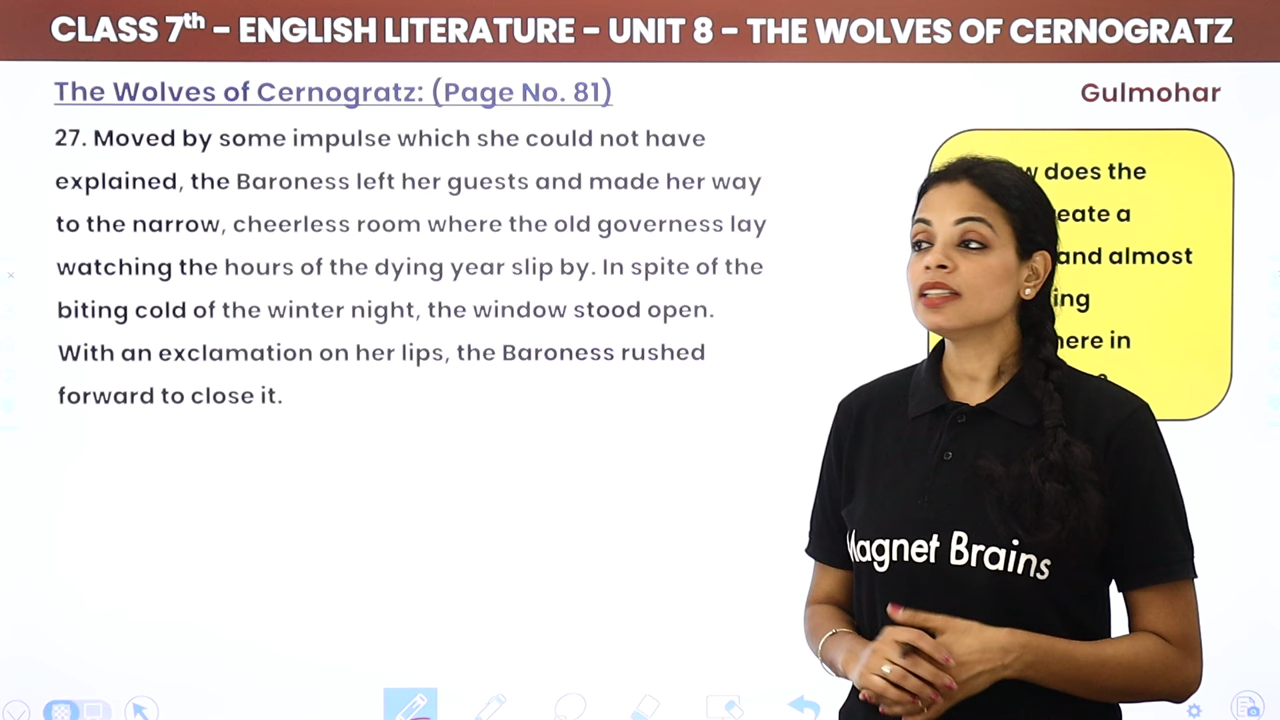 CLASS 7th – ENGLISH LITERATURE – UNIT 8 – THE WOLVES OF CERNOGRATZ
The Wolves of Cernogratz: (Page No. 81)
Gulmohar
27. Moved by some impulse which she could not have
explained, the Baroness left her guests and made her way
to the narrow, cheerless room where the old governess lay
watching the hours of the dying year slip by. In spite of the
biting cold of the winter night, the window stood open.
With an exclamation on her lips, the Baroness rushed
forward to close it.
does the
a
and almost
in
Magnet Brains